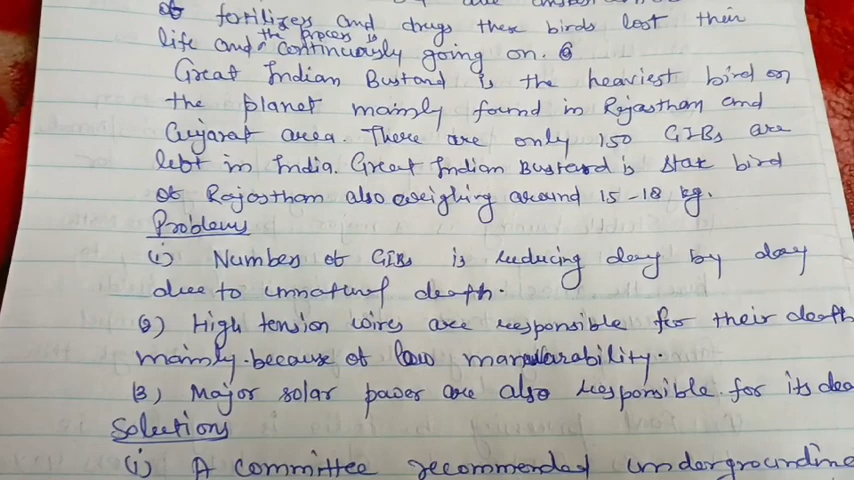 of fertilizers and drugs these birds lost their
life and the process is continuously going on.
Great Indian Bustard is the heaviest bird on
the planet mainly found in Rajasthan and
Gujarat area. There are only 150 GIBs are
left in India. Great Indian Bustard is state bird
of Rajasthan also weighing around 15-18 kg.
Problems
(1) Number of GIBs is reducing day by day
due to unnatural death.
(2) High tension wires are responsible for their death
mainly because of low
(3) Major solar power are also responsible for its dea
Solutions
(1) A committee recommended undergrounding